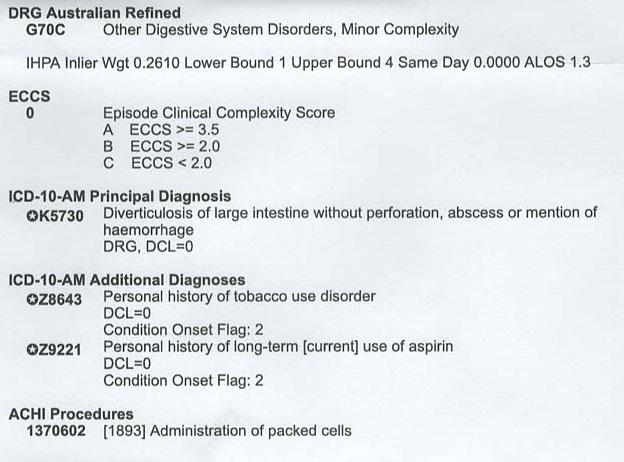 DRG Australian Refined
G70C Other Digestive System Disorders, Minor Complexity
IHPA Inlier Wgt 0.2610 Lower Bound 1 Upper Bound 4 Same Day 0.0000 ALOS 1.3
ECCS
0 Episode Clinical Complexity Score
A ECCS >= 3.5
B ECCS >= 2.0
C ECCS < 2.0
ICD-10-AM Principal Diagnosis
✪K5730 Diverticulosis of large intestine without perforation, abscess or mention of
haemorrhage
DRG, DCL=0
ICD-10-AM Additional Diagnoses
✪Z8643 Personal history of tobacco use disorder
DCL=0
Condition Onset Flag: 2
✪Z9221 Personal history of long-term [current] use of aspirin
DCL=0
Condition Onset Flag: 2
ACHI Procedures
1370602 [1893] Administration of packed cells